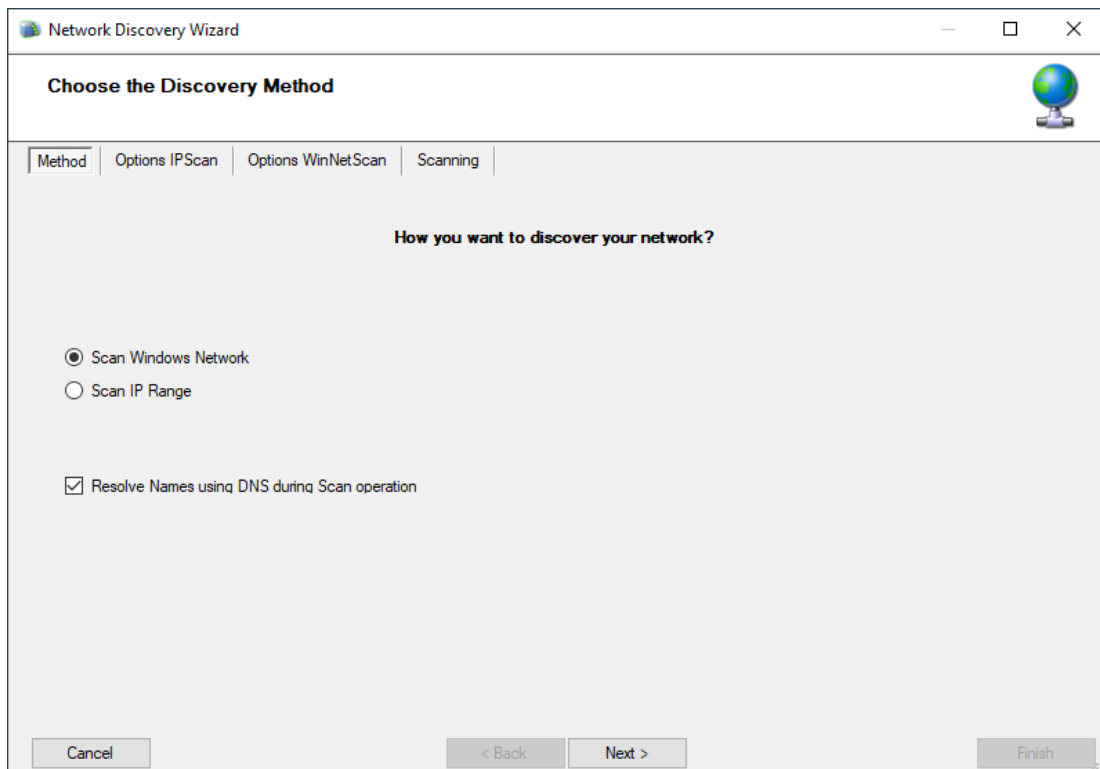 Network Discovery Wizard
Choose the Discovery Method
Method Options IPScan Options WinNetScan Scanning
How you want to discover your network?
Scan Windows Network
Scan IP Range
Resolve Names using DNS during Scan operation
Cancel < Back Next > Finish